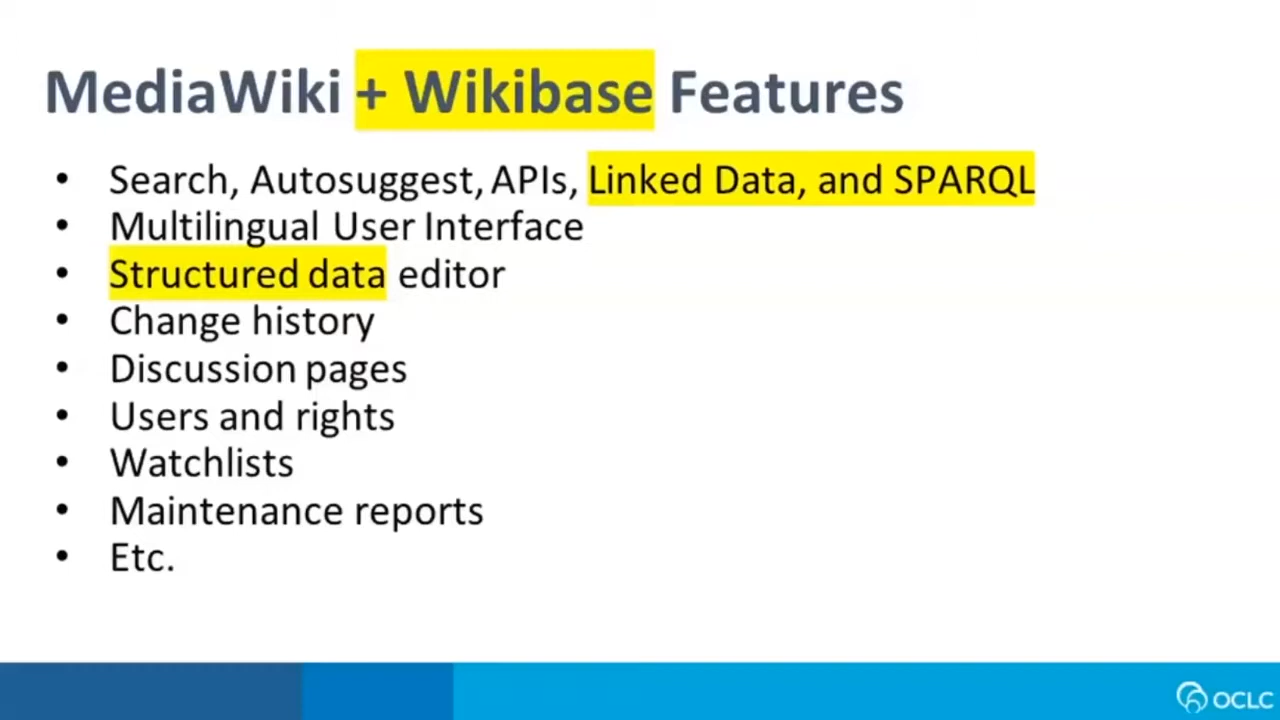 MediaWiki + Wikibase Features
• Search, Autosuggest, APIs, Linked Data, and SPARQL
• Multilingual User Interface
• Structured data editor
• Change history
• Discussion pages
• Users and rights
• Watchlists
• Maintenance reports
• Etc.
OCLC